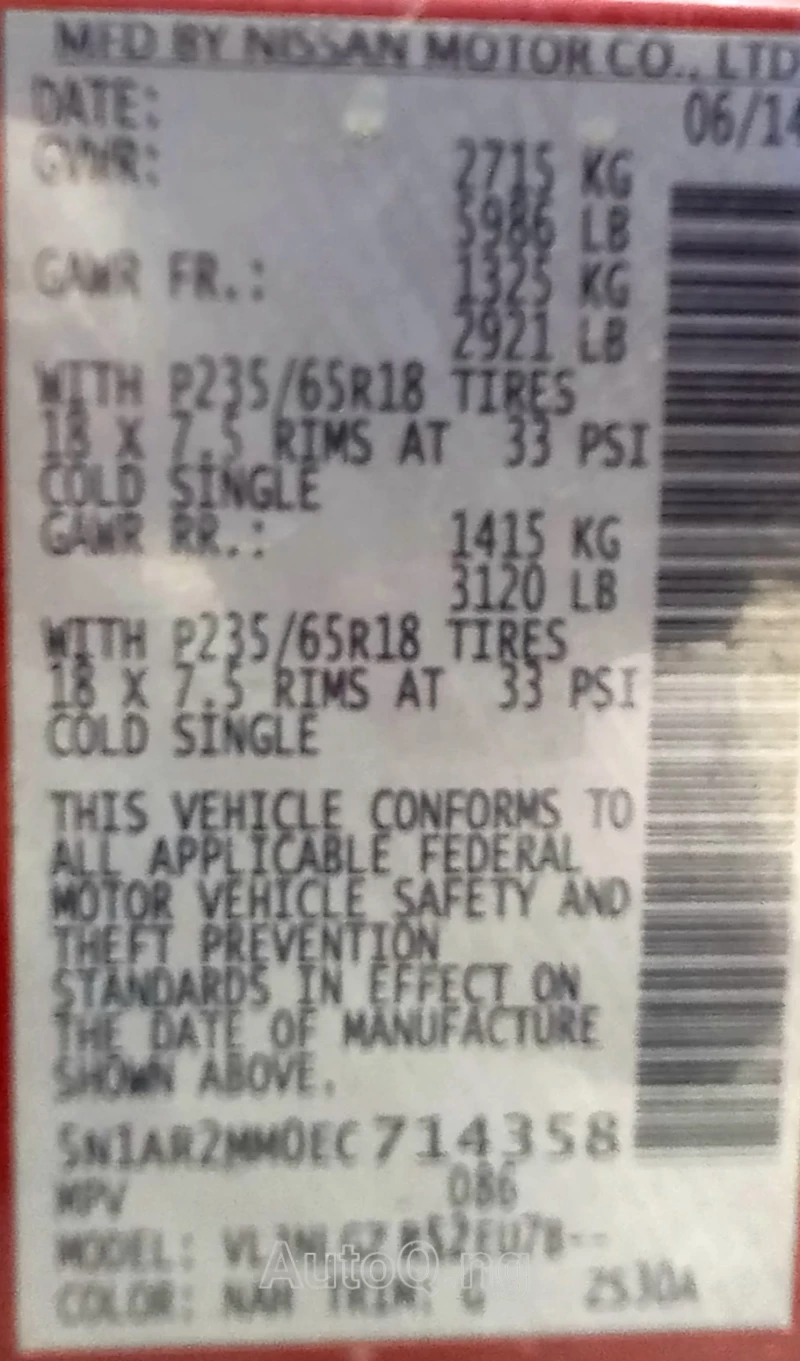 MFD BY NISSAN MOTOR CO., LTD
DATE: 06/14
GVWR: 2715 KG
5986 LB
GAWR FR.: 1325 KG
2921 LB
WITH P235/65R18 TIRES
18 X 7.5 RIMS AT 33 PSI
COLD SINGLE
GAWR RR.: 1415 KG
3120 LB
WITH P235/65R18 TIRES
18 X 7.5 RIMS AT 33 PSI
COLD SINGLE
THIS VEHICLE CONFORMS TO
ALL APPLICABLE FEDERAL
MOTOR VEHICLE SAFETY AND
THEFT PREVENTION
STANDARDS IN EFFECT ON
THE DATE OF MANUFACTURE
SHOWN ABOVE.
5N1AR2MM0EC714358
MPV 086
MODEL:
COLOR: NAH TRIM: G 2S30A